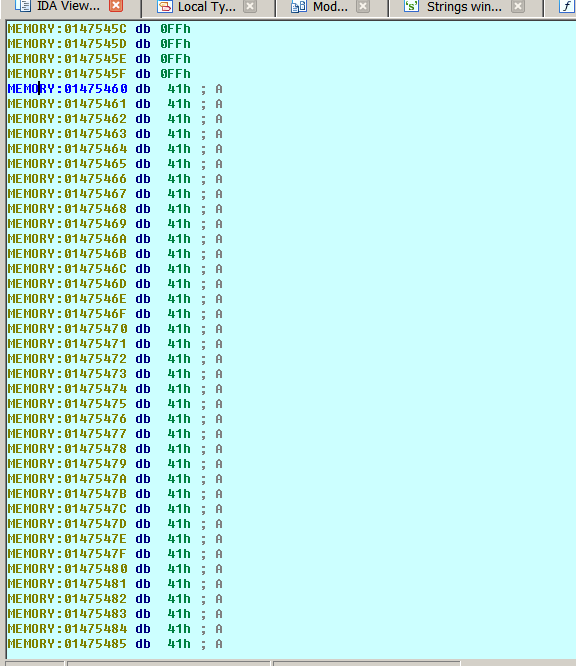 IDA View... Local Ty... Mod... Strings win...
MEMORY:0147545C db 0FFh
MEMORY:0147545D db 0FFh
MEMORY:0147545E db 0FFh
MEMORY:0147545F db 0FFh
MEMORY:01475460 db 41h ; A
MEMORY:01475461 db 41h ; A
MEMORY:01475462 db 41h ; A
MEMORY:01475463 db 41h ; A
MEMORY:01475464 db 41h ; A
MEMORY:01475465 db 41h ; A
MEMORY:01475466 db 41h ; A
MEMORY:01475467 db 41h ; A
MEMORY:01475468 db 41h ; A
MEMORY:01475469 db 41h ; A
MEMORY:0147546A db 41h ; A
MEMORY:0147546B db 41h ; A
MEMORY:0147546C db 41h ; A
MEMORY:0147546D db 41h ; A
MEMORY:0147546E db 41h ; A
MEMORY:0147546F db 41h ; A
MEMORY:01475470 db 41h ; A
MEMORY:01475471 db 41h ; A
MEMORY:01475472 db 41h ; A
MEMORY:01475473 db 41h ; A
MEMORY:01475474 db 41h ; A
MEMORY:01475475 db 41h ; A
MEMORY:01475476 db 41h ; A
MEMORY:01475477 db 41h ; A
MEMORY:01475478 db 41h ; A
MEMORY:01475479 db 41h ; A
MEMORY:0147547A db 41h ; A
MEMORY:0147547B db 41h ; A
MEMORY:0147547C db 41h ; A
MEMORY:0147547D db 41h ; A
MEMORY:0147547E db 41h ; A
MEMORY:0147547F db 41h ; A
MEMORY:01475480 db 41h ; A
MEMORY:01475481 db 41h ; A
MEMORY:01475482 db 41h ; A
MEMORY:01475483 db 41h ; A
MEMORY:01475484 db 41h ; A
MEMORY:01475485 db 41h ; A